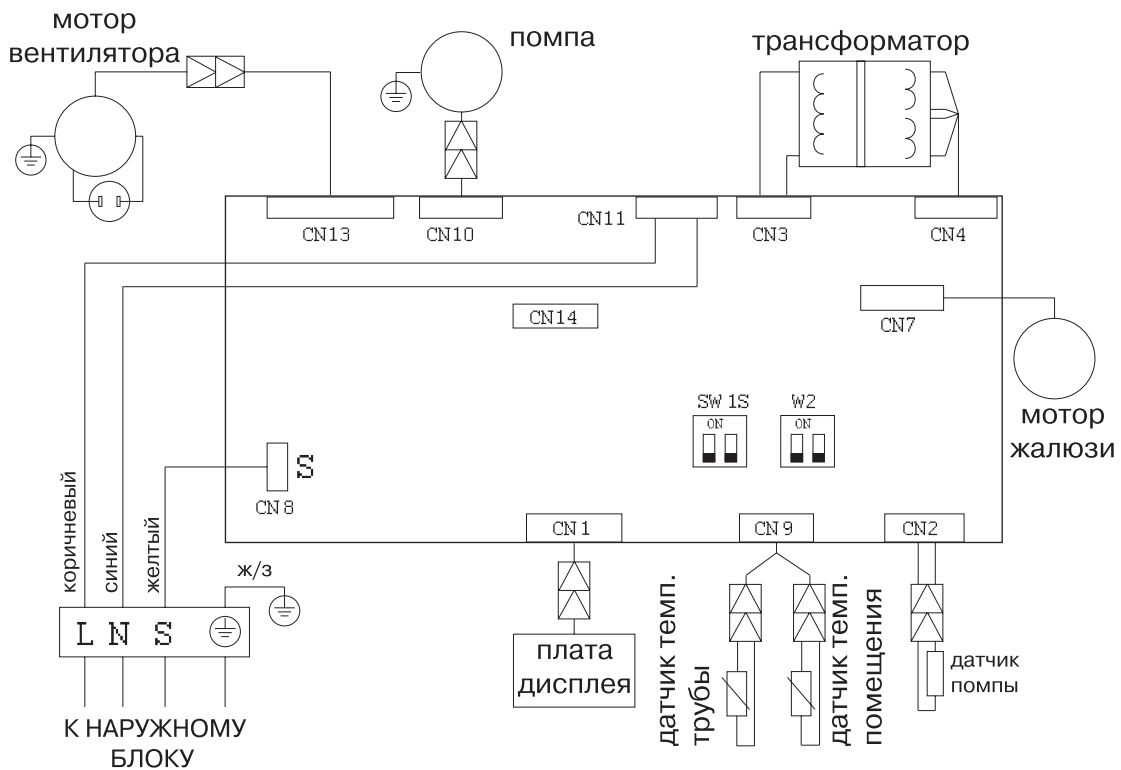 мотор
вентилятора
помпа
трансформатор
CN13
CN10
CN11
CN3
CN4
CN14
CN7
мотор
жалюзи
SW 1S
W2
ON
ON
S
CN 8
коричневый
синий
желтый
ж/з
CN 1
CN 9
CN2
L N S
К НАРУЖНОМУ
БЛОКУ
плата
дисплея
датчик темп.
трубы
датчик темп.
помещения
датчик
помпы